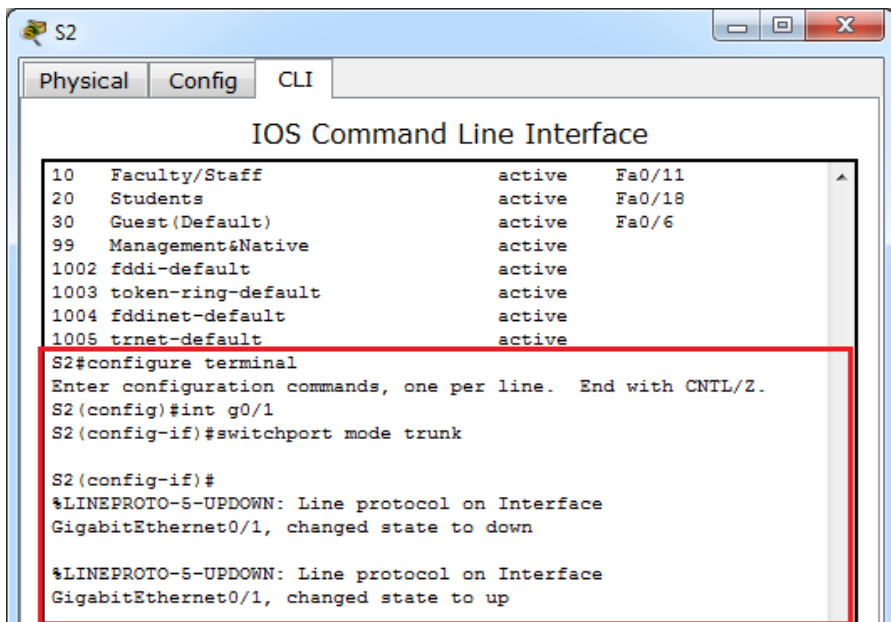 S2
Physical Config CLI
IOS Command Line Interface
10 Faculty/Staff active Fa0/11
20 Students active Fa0/18
30 Guest(Default) active Fa0/6
99 Management&Native active
1002 fddi-default active
1003 token-ring-default active
1004 fddinet-default active
1005 trnet-default active
S2#configure terminal
Enter configuration commands, one per line. End with CNTL/Z.
S2(config)#int g0/1
S2(config-if)#switchport mode trunk
S2(config-if)#
%LINEPROTO-5-UPDOWN: Line protocol on Interface
GigabitEthernet0/1, changed state to down
%LINEPROTO-5-UPDOWN: Line protocol on Interface
GigabitEthernet0/1, changed state to up